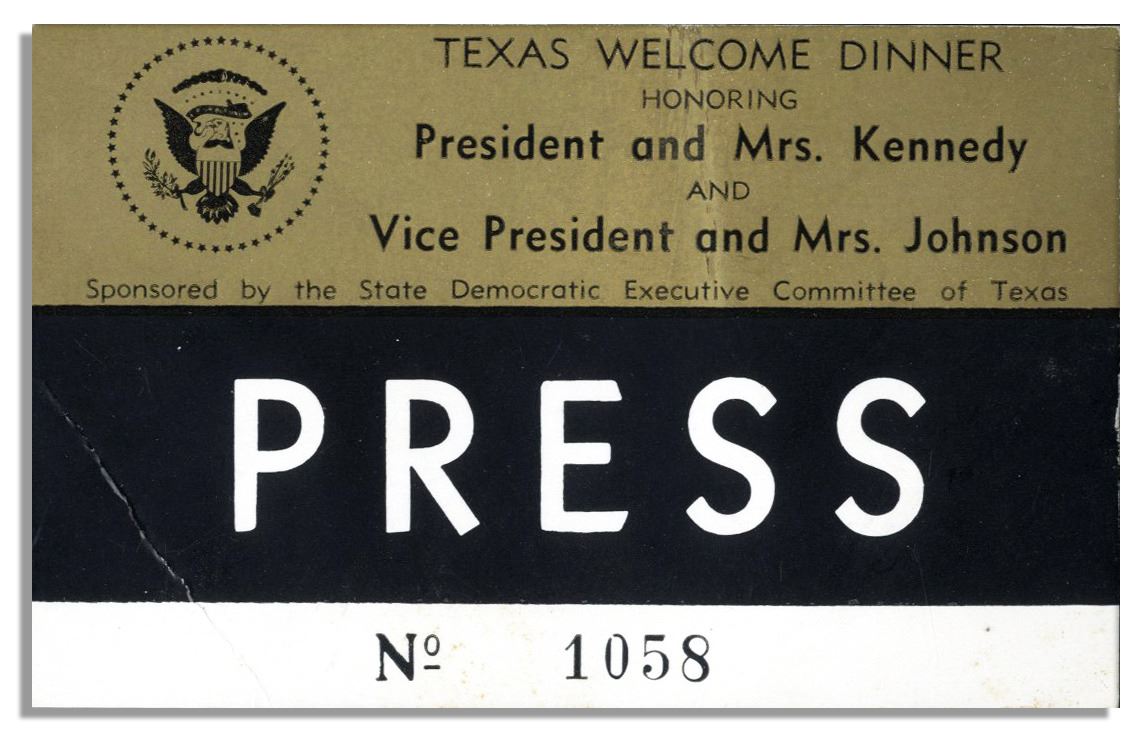 TEXAS WELCOME DINNER
HONORING
President and Mrs. Kennedy
AND
Vice President and Mrs. Johnson
Sponsored by the State Democratic Executive Committee of Texas
PRESS
Nº 1058